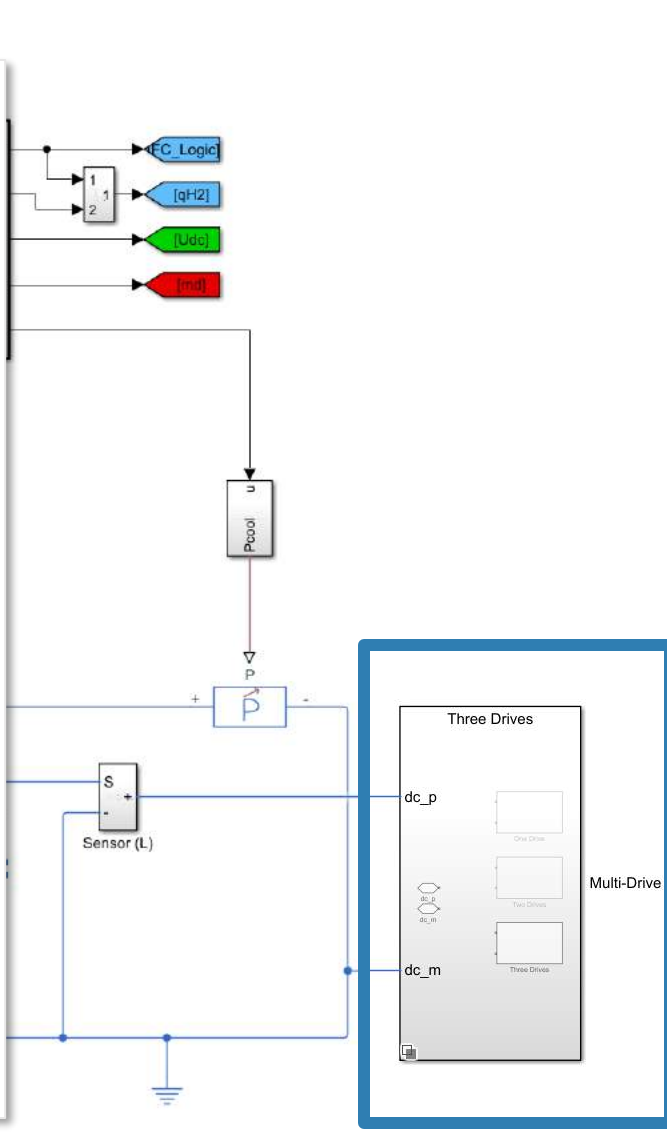 [FC_Logic]
1
1
2
[qH2]
[Udc]
[md]
u
Pcool
P
+
-
P
S
+
-
Sensor (L)
Three Drives
dc_p
One Drive
Multi-Drive
dc_p
Two Drives
dc_m
dc_m
Three Drives